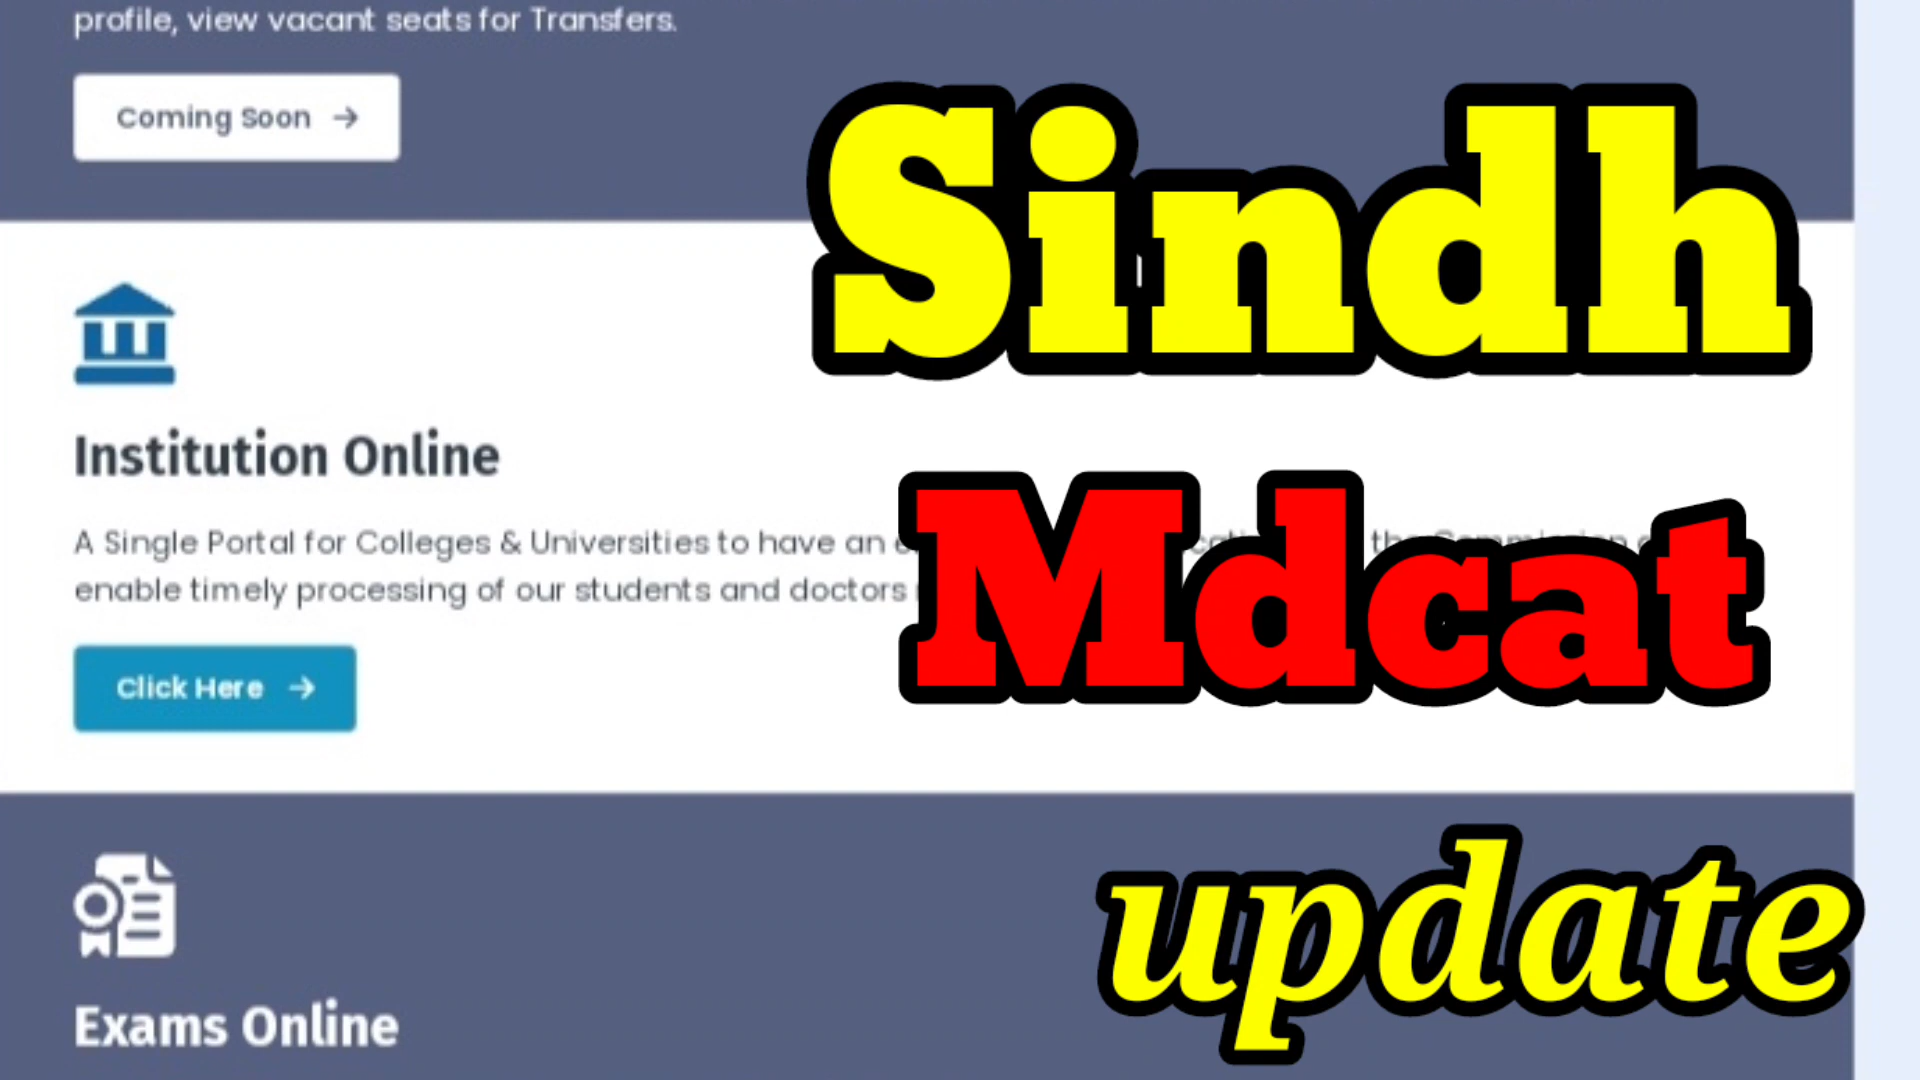 profile, view vacant seats for Transfers.
Coming Soon
Sindh
Institution Online
Mdcat
A Single Portal for Colleges & Universities to have an the
enable timely processing of our students and doctors
Click Here
update
Exams Online